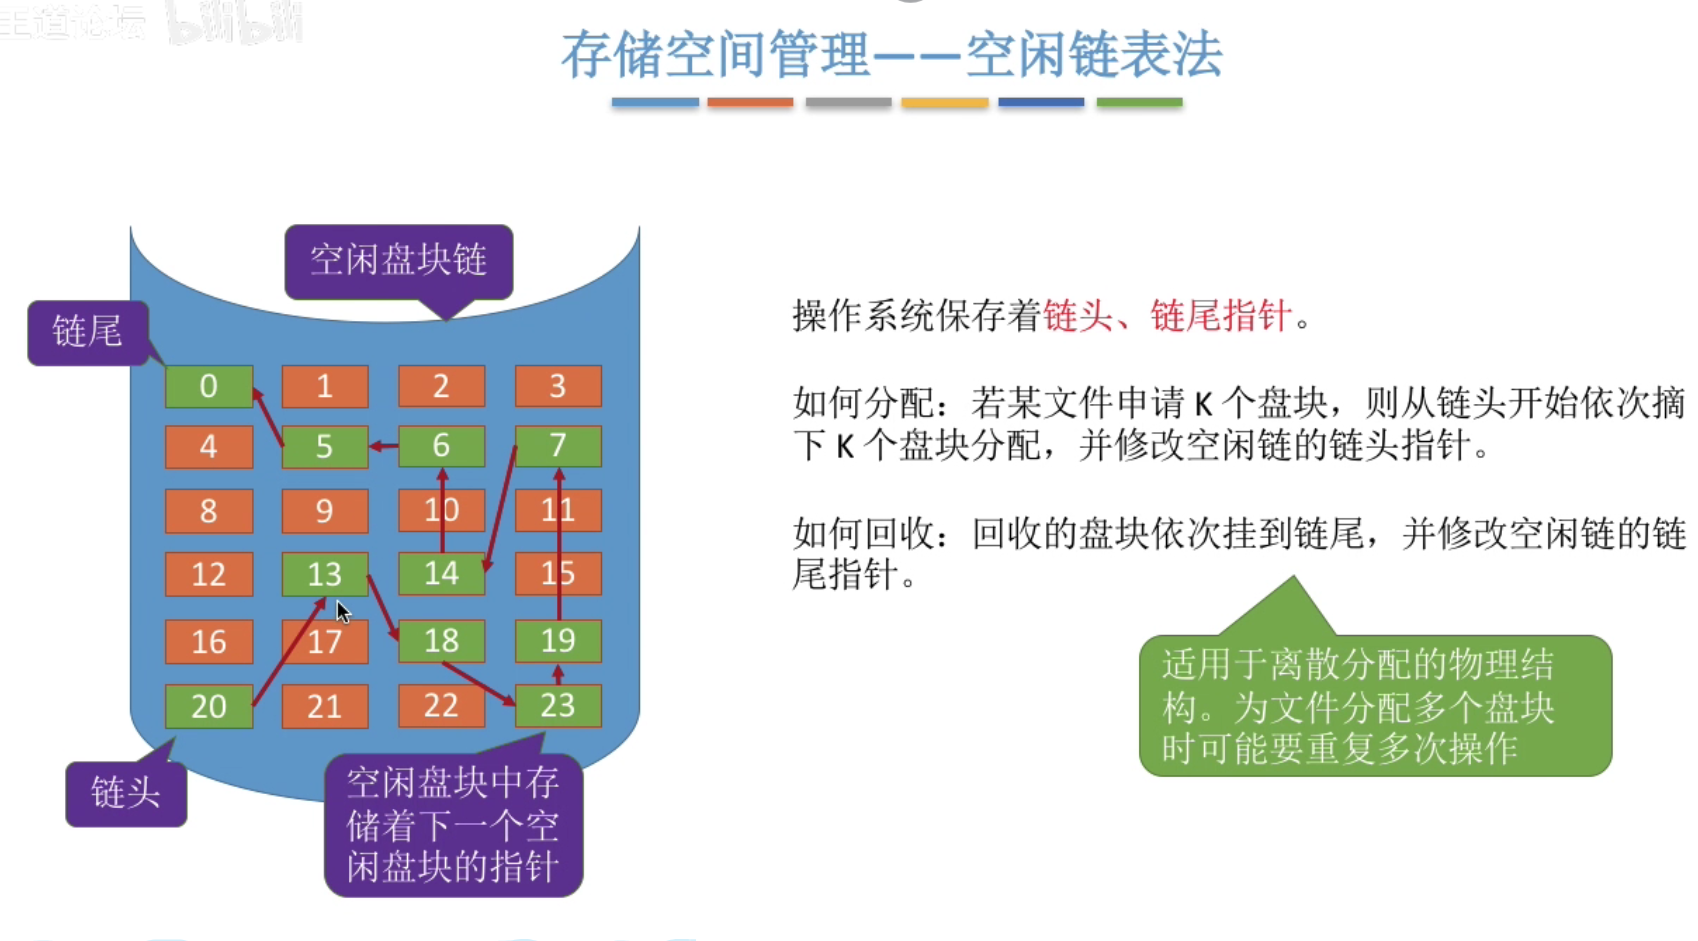 王道论坛 bilibili
存储空间管理——空闲链表法
空闲盘块链
链尾
0 1 2 3
4 5 6 7
8 9 10 11
12 13 14 15
16 17 18 19
20 21 22 23
链头
空闲盘块中存
储着下一个空
闲盘块的指针
操作系统保存着链头、链尾指针。
如何分配：若某文件申请 K 个盘块，则从链头开始依次摘
下 K 个盘块分配，并修改空闲链的链头指针。
如何回收：回收的盘块依次挂到链尾，并修改空闲链的链
尾指针。
适用于离散分配的物理结
构。为文件分配多个盘块
时可能要重复多次操作